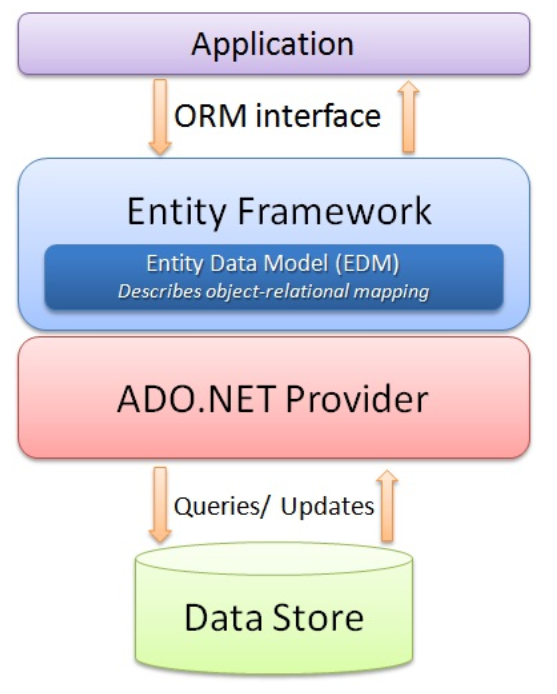 Application
ORM interface
Entity Framework
Entity Data Model (EDM)
Describes object-relational mapping
ADO.NET Provider
Queries/ Updates
Data Store